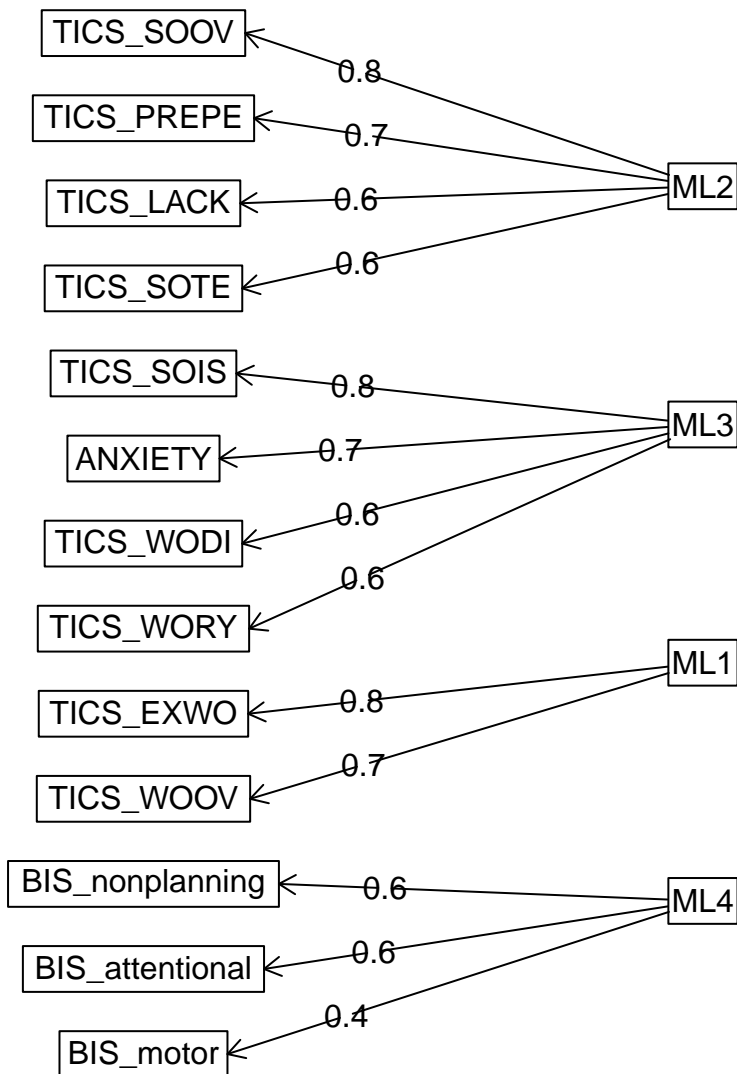 TICS_SOOV
0.8
TICS_PREPE
0.7
ML2
TICS_LACK
0.6
TICS_SOTE
0.6
TICS_SOIS
0.8
ML3
ANXIETY
0.7
TICS_WODI
0.6
TICS_WORY
0.6
ML1
TICS_EXWO
0.8
TICS_WOOV
0.7
BIS_nonplanning
0.6
ML4
BIS_attentional
0.6
BIS_motor
0.4